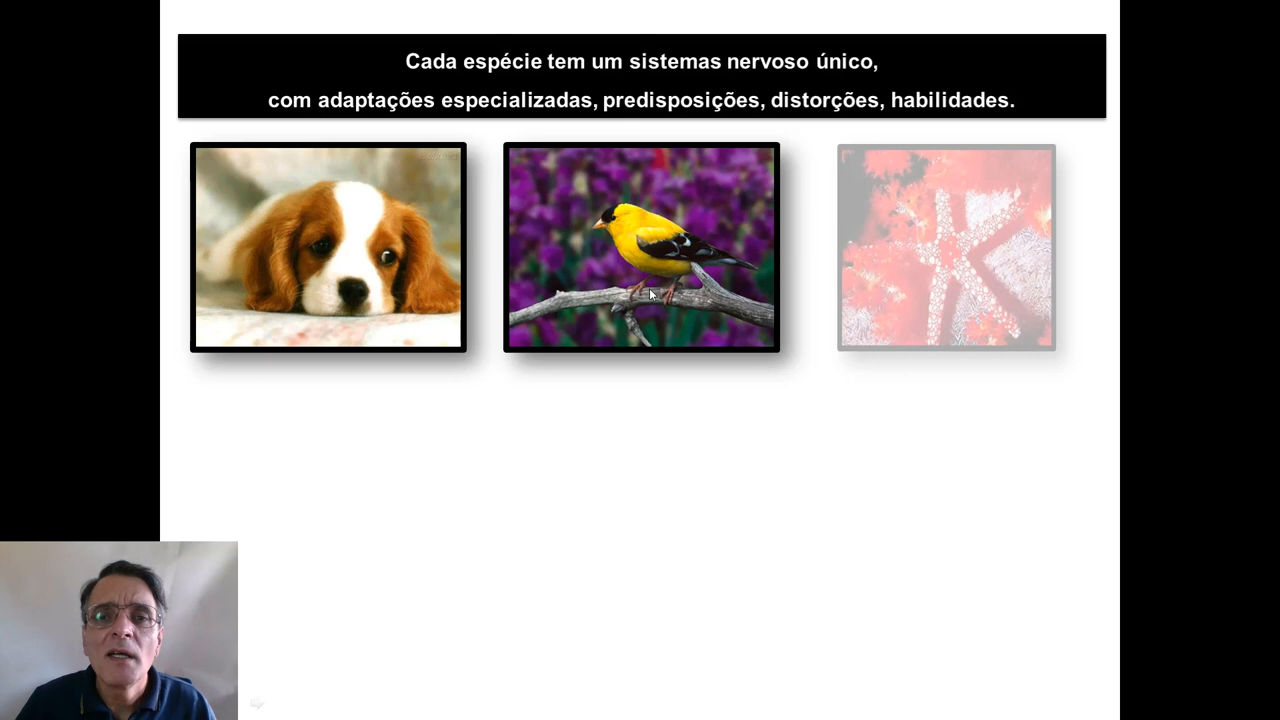 Cada espécie tem um sistemas nervoso único,
com adaptações especializadas, predisposições, distorções, habilidades.